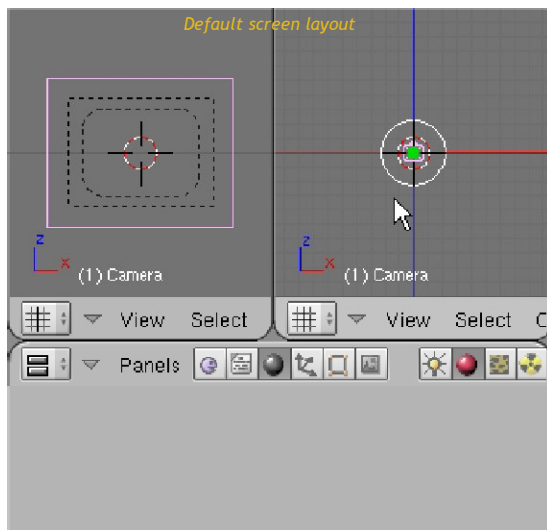 Default screen layout
z
x
(1) Camera
z
x
(1) Camera
View Select
View Select C
Panels